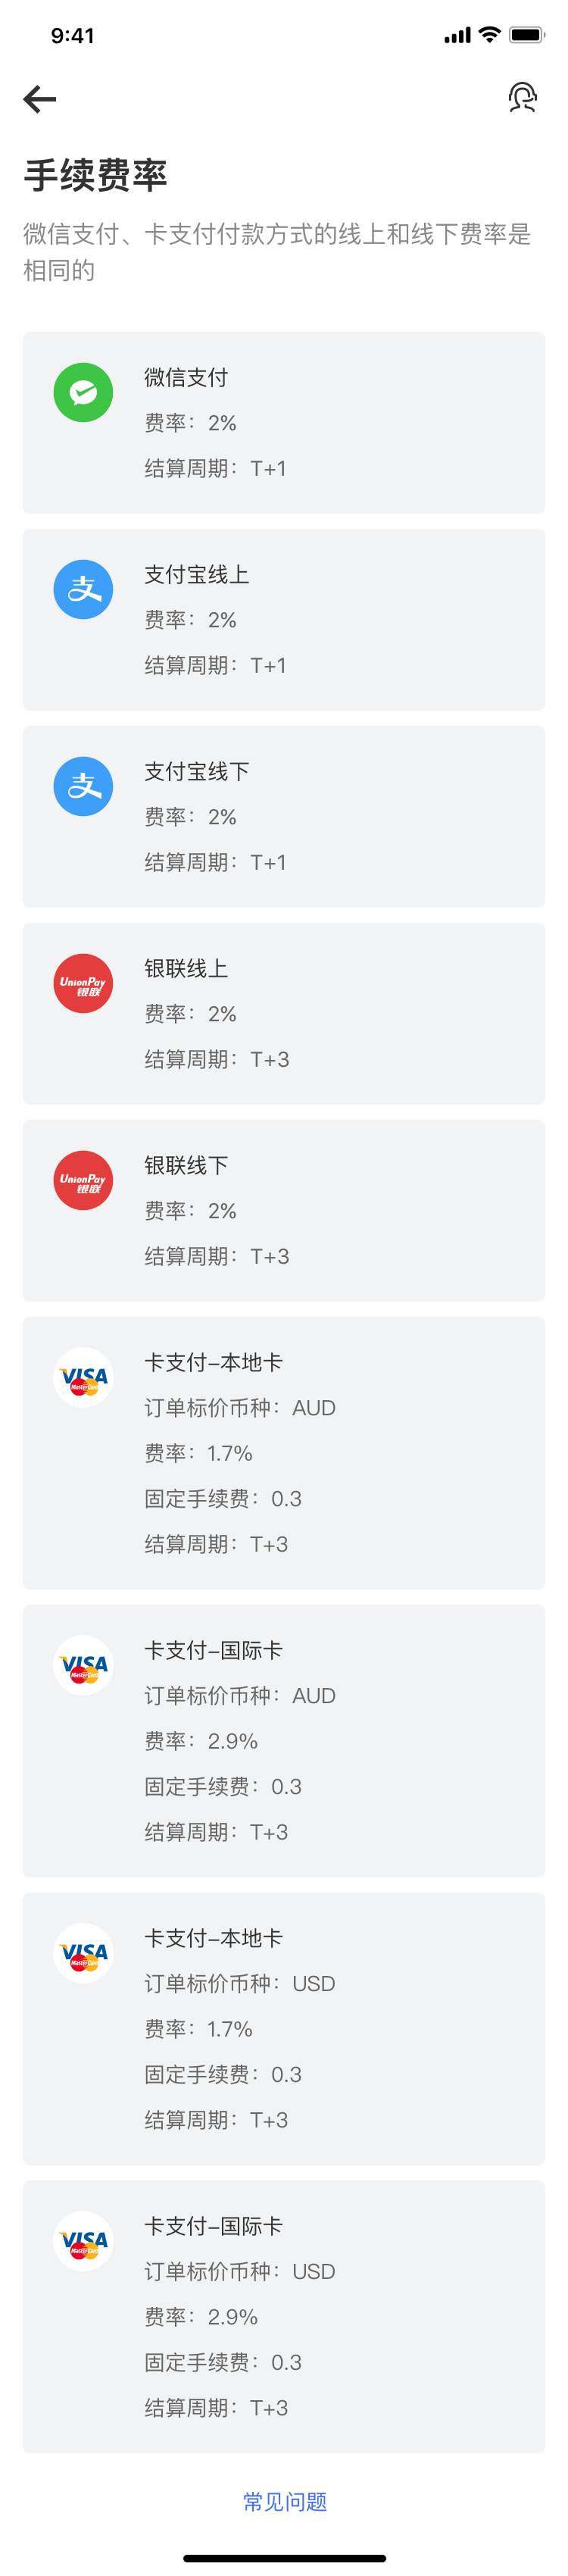 9:41
手续费率
微信支付、卡支付付款方式的线上和线下费率是
相同的
微信支付
费率：2%
结算周期：T+1
支
支付宝线上
费率：2%
结算周期：T+1
支
支付宝线下
费率：2%
结算周期：T+1
UnionPay
银联
银联线上
费率：2%
结算周期：T+3
UnionPay
银联
银联线下
费率：2%
结算周期：T+3
VISA
MasterCard
卡支付-本地卡
订单标价币种：AUD
费率：1.7%
固定手续费：0.3
结算周期：T+3
VISA
MasterCard
卡支付-国际卡
订单标价币种：AUD
费率：2.9%
固定手续费：0.3
结算周期：T+3
VISA
MasterCard
卡支付-本地卡
订单标价币种：USD
费率：1.7%
固定手续费：0.3
结算周期：T+3
VISA
MasterCard
卡支付-国际卡
订单标价币种：USD
费率：2.9%
固定手续费：0.3
结算周期：T+3
常见问题